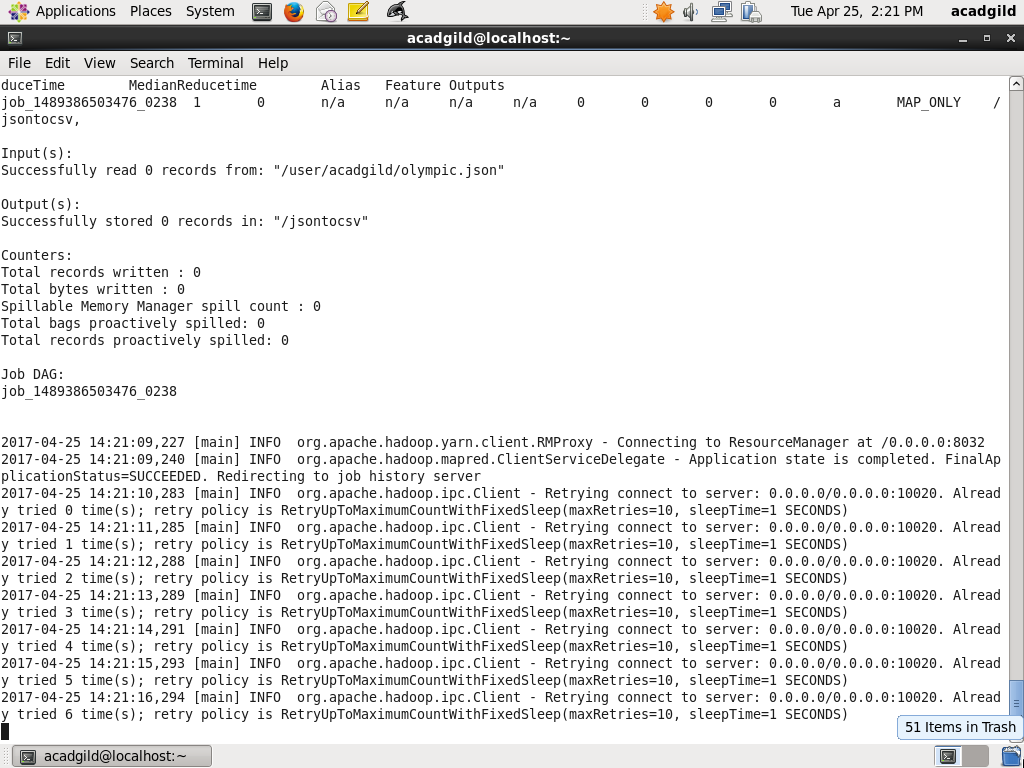 Applications Places System Tue Apr 25, 2:21 PM acadgild
acadgild@localhost:~
File Edit View Search Terminal Help
duceTime MedianReducetime Alias Feature Outputs
job_1489386503476_0238 1 0 n/a n/a n/a n/a 0 0 0 0 a MAP_ONLY /
jsontocsv,
Input(s):
Successfully read 0 records from: "/user/acadgild/olympic.json"
Output(s):
Successfully stored 0 records in: "/jsontocsv"
Counters:
Total records written : 0
Total bytes written : 0
Spillable Memory Manager spill count : 0
Total bags proactively spilled: 0
Total records proactively spilled: 0
Job DAG:
job_1489386503476_0238
2017-04-25 14:21:09,227 [main] INFO org.apache.hadoop.yarn.client.RMProxy - Connecting to ResourceManager at /0.0.0.0:8032
2017-04-25 14:21:09,240 [main] INFO org.apache.hadoop.mapred.ClientServiceDelegate - Application state is completed. FinalAp
plicationStatus=SUCCEEDED. Redirecting to job history server
2017-04-25 14:21:10,283 [main] INFO org.apache.hadoop.ipc.Client - Retrying connect to server: 0.0.0.0/0.0.0.0:10020. Alread
y tried 0 time(s); retry policy is RetryUpToMaximumCountWithFixedSleep(maxRetries=10, sleepTime=1 SECONDS)
2017-04-25 14:21:11,285 [main] INFO org.apache.hadoop.ipc.Client - Retrying connect to server: 0.0.0.0/0.0.0.0:10020. Alread
y tried 1 time(s); retry policy is RetryUpToMaximumCountWithFixedSleep(maxRetries=10, sleepTime=1 SECONDS)
2017-04-25 14:21:12,288 [main] INFO org.apache.hadoop.ipc.Client - Retrying connect to server: 0.0.0.0/0.0.0.0:10020. Alread
y tried 2 time(s); retry policy is RetryUpToMaximumCountWithFixedSleep(maxRetries=10, sleepTime=1 SECONDS)
2017-04-25 14:21:13,289 [main] INFO org.apache.hadoop.ipc.Client - Retrying connect to server: 0.0.0.0/0.0.0.0:10020. Alread
y tried 3 time(s); retry policy is RetryUpToMaximumCountWithFixedSleep(maxRetries=10, sleepTime=1 SECONDS)
2017-04-25 14:21:14,291 [main] INFO org.apache.hadoop.ipc.Client - Retrying connect to server: 0.0.0.0/0.0.0.0:10020. Alread
y tried 4 time(s); retry policy is RetryUpToMaximumCountWithFixedSleep(maxRetries=10, sleepTime=1 SECONDS)
2017-04-25 14:21:15,293 [main] INFO org.apache.hadoop.ipc.Client - Retrying connect to server: 0.0.0.0/0.0.0.0:10020. Alread
y tried 5 time(s); retry policy is RetryUpToMaximumCountWithFixedSleep(maxRetries=10, sleepTime=1 SECONDS)
2017-04-25 14:21:16,294 [main] INFO org.apache.hadoop.ipc.Client - Retrying connect to server: 0.0.0.0/0.0.0.0:10020. Alread
y tried 6 time(s); retry policy is RetryUpToMaximumCountWithFixedSleep(maxRetries=10, sleepTime=1 SECONDS)
51 Items in Trash
acadgild@localhost:~